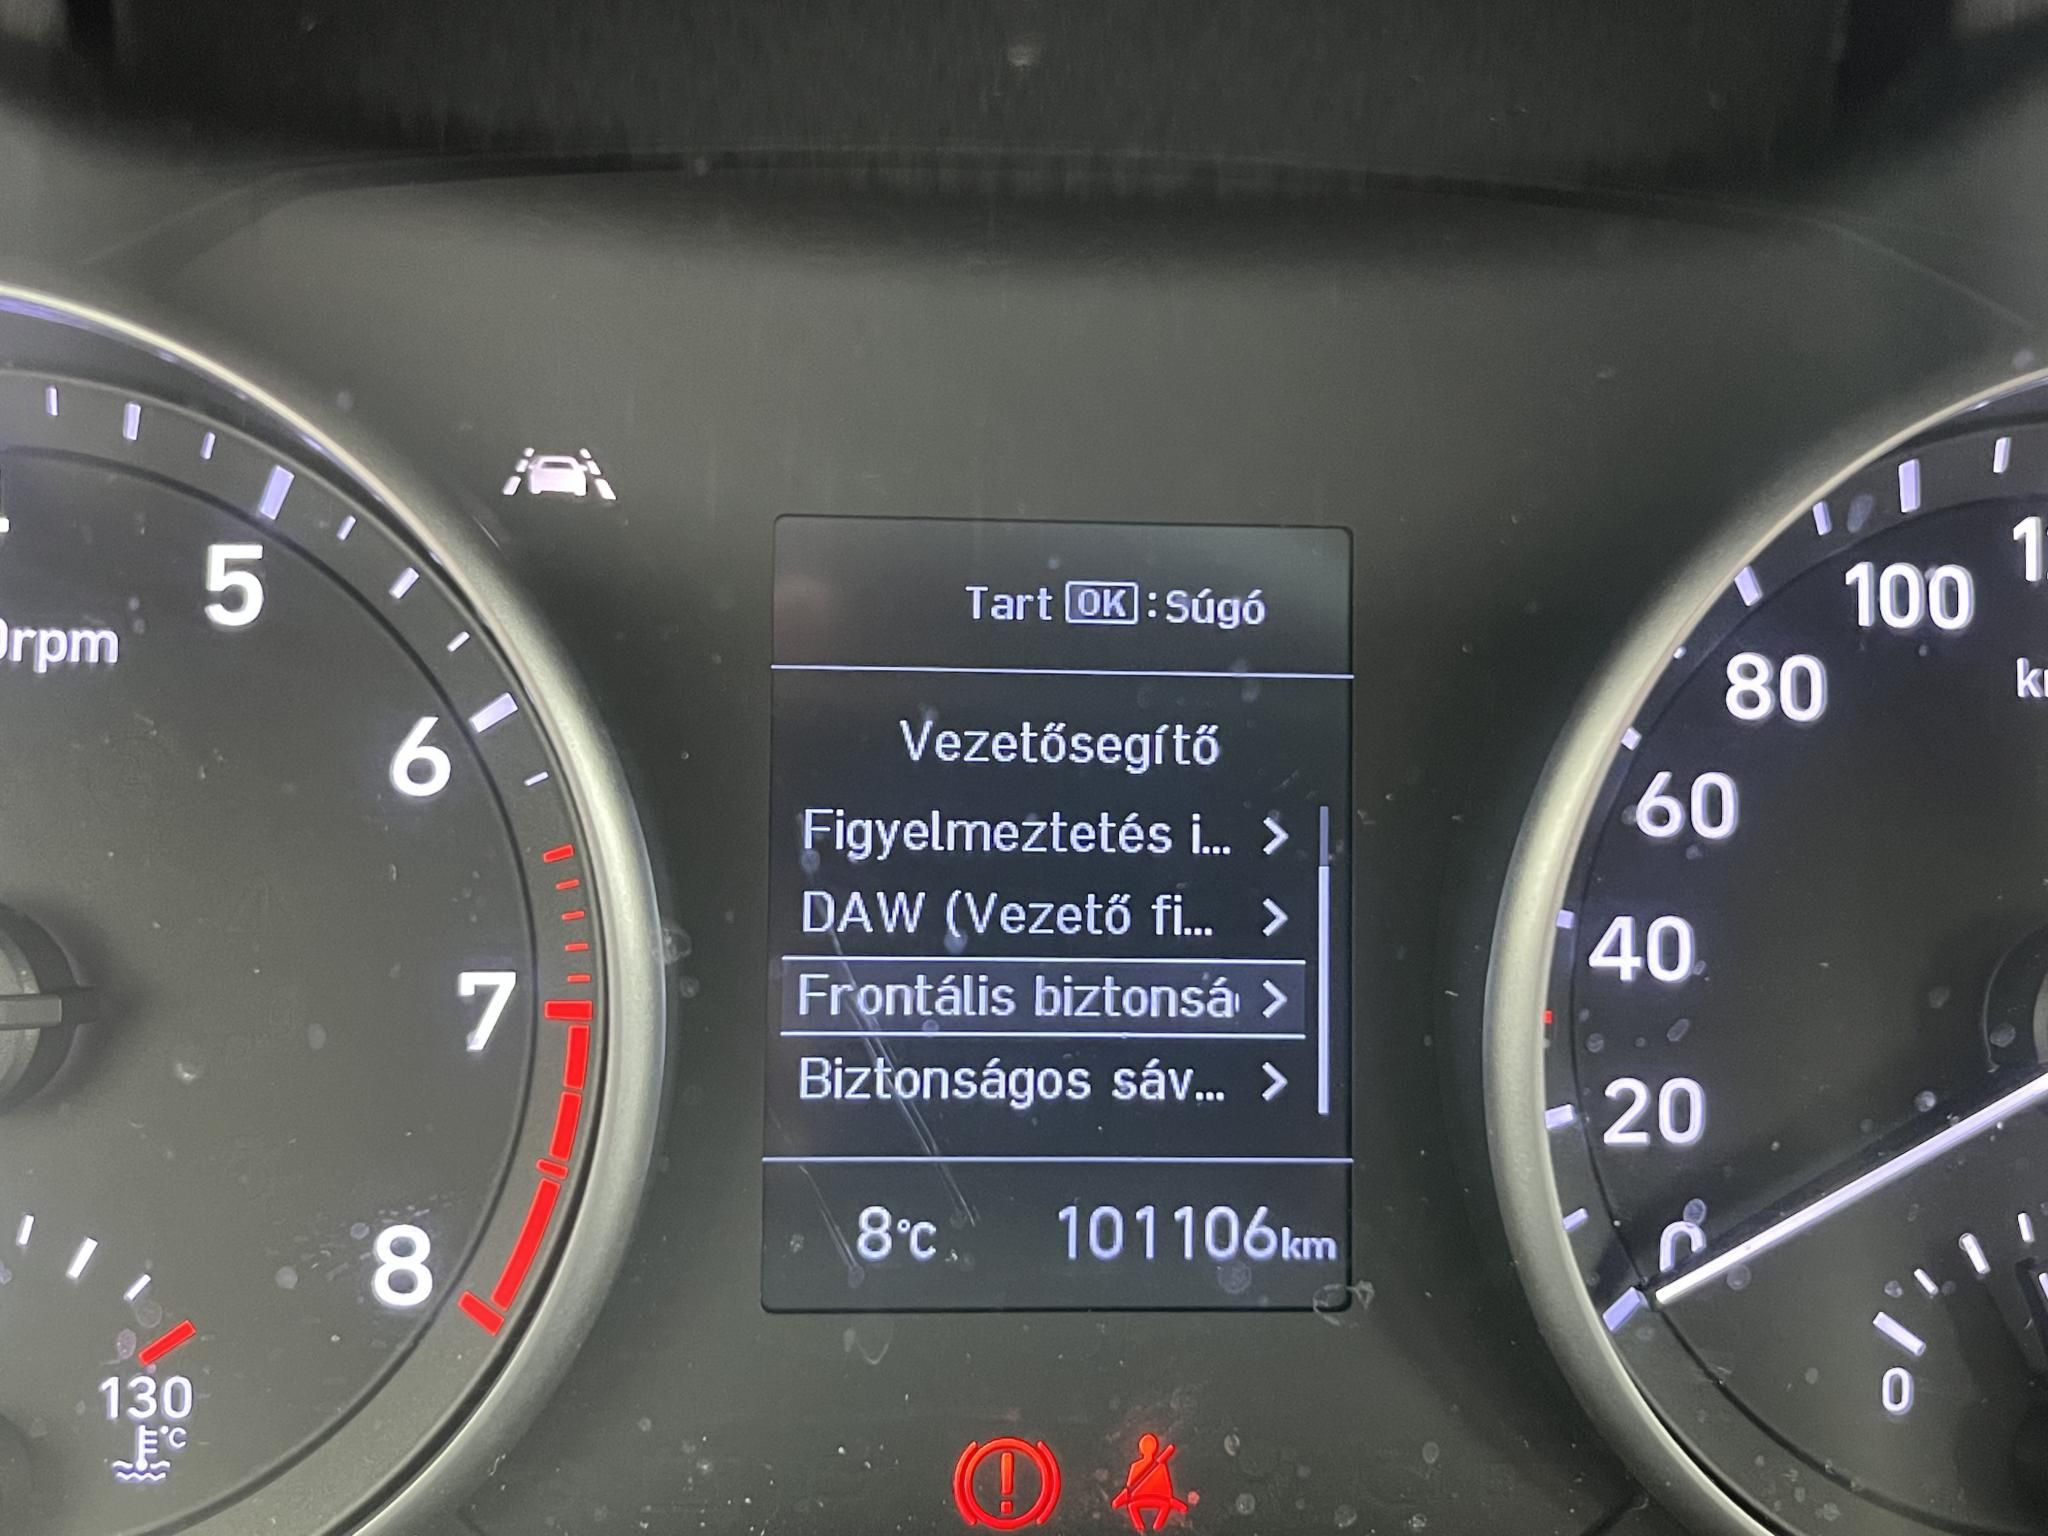 Tart OK : Súgó
Vezetősegítő
Figyelmeztetés i...
DAW (Vezető fi...
Frontális biztonsá
Biztonságos sáv...
8°C 101106km
5
6
7
8
rpm
130
°C
100
80
60
40
20
0
0